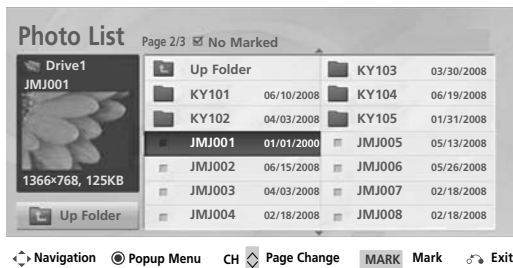 Photo List Page 2/3 No Marked
Drive1
JMJ001
1366×768, 125KB
Up Folder
Up Folder KY103 03/30/2008
KY101 06/10/2008 KY104 06/19/2008
KY102 04/03/2008 KY105 01/31/2008
JMJ001 01/01/2000 JMJ005 05/13/2008
JMJ002 06/15/2008 JMJ006 05/26/2008
JMJ003 04/03/2008 JMJ007 02/18/2008
JMJ004 02/18/2008 JMJ008 02/18/2008
Navigation Popup Menu CH Page Change MARK Mark Exit